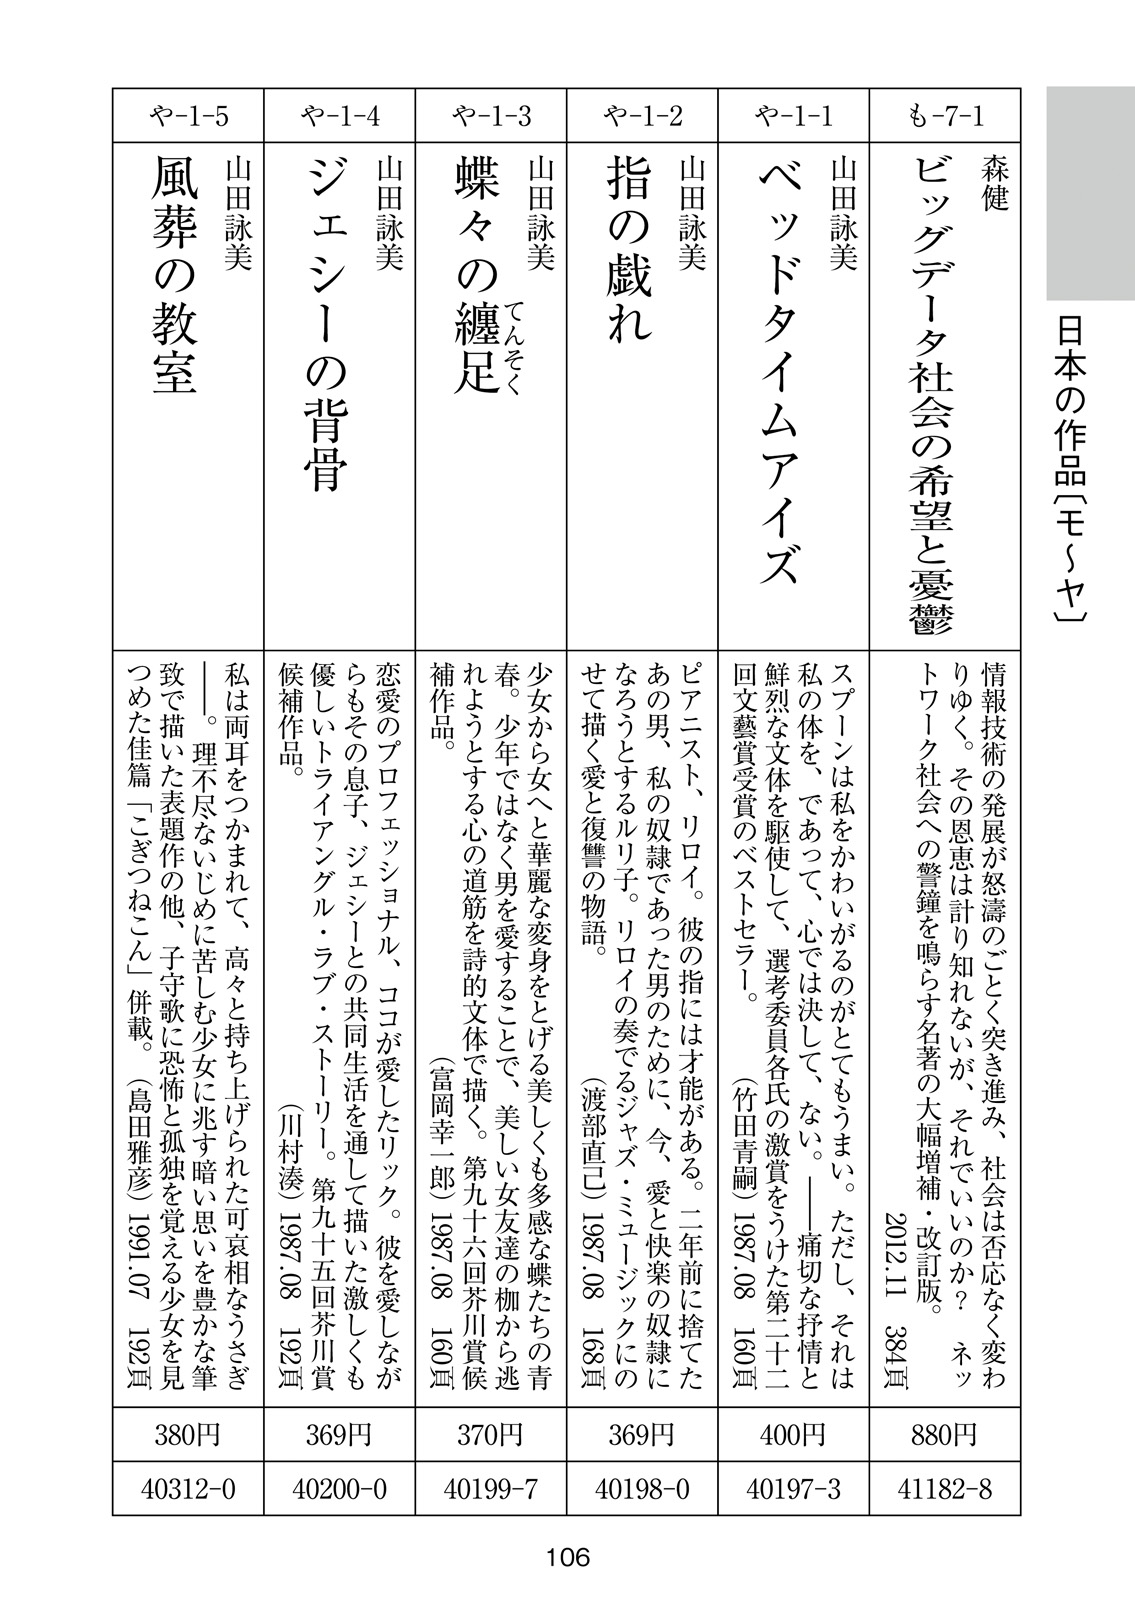 日本の作品〔モ～ヤ〕
も-7-1
森健
ビッグデータ社会の希望と憂鬱
情報技術の発展が怒濤のごとく突き進み、社会は否応なく変わ
りゆく。その恩恵は計り知れないが、それでいいのか？　ネッ
トワーク社会への警鐘を鳴らす名著の大幅増補・改訂版。
2012.11　384頁
880円
41182-8
や-1-1
山田詠美
ベッドタイムアイズ
スプーンは私をかわいがるのがとてもうまい。ただし、それは
私の体を、であって、心では決して、ない。――痛切な抒情と
鮮烈な文体を駆使して、選考委員各氏の激賞をうけた第二十二
回文藝賞受賞のベストセラー。（竹田青嗣）1987.08　160頁
400円
40197-3
や-1-2
山田詠美
指の戯れ
ピアニスト、リロイ。彼の指には才能がある。二年前に捨てた
あの男、私の奴隷であった男のために、今、愛と快楽の奴隷に
なろうとするルリ子。リロイの奏でるジャズ・ミュージックにの
せて描く愛と復讐の物語。（渡部直己）1987.08　168頁
369円
40198-0
や-1-3
山田詠美
蝶々の纏足
てんそく
少女から女へと華麗な変身をとげる美しくも多感な蝶たちの青
春。少年ではなく男を愛することで、美しい女友達の枷から逃
れようとする心の道筋を詩的文体で描く。第九十六回芥川賞候
補作品。（富岡幸一郎）1987.08　160頁
370円
40199-7
や-1-4
山田詠美
ジェシーの背骨
恋愛のプロフェッショナル、ココが愛したリック。彼を愛しなが
らもその息子、ジェシーとの共同生活を通して描いた激しくも
優しいトライアングル・ラブ・ストーリー。第九十五回芥川賞
候補作品。（川村湊）1987.08　192頁
369円
40200-0
や-1-5
山田詠美
風葬の教室
私は両耳をつかまれて、高々と持ち上げられた可哀相なうさぎ
――。理不尽ないじめに苦しむ少女に兆す暗い思いを豊かな筆
致で描いた表題作の他、子守歌に恐怖と孤独を覚える少女を見
つめた佳篇「こぎつねこん」併載。（島田雅彦）1991.07　192頁
380円
40312-0
106